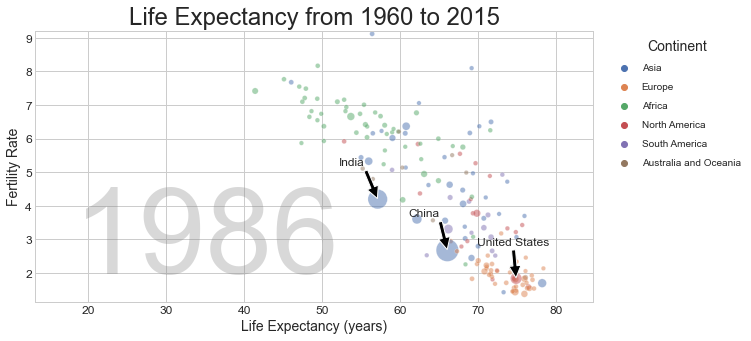 Life Expectancy from 1960 to 2015
9
8
7
6
5
4
3
2
Fertility Rate
1986
India
China
United States
20 30 40 50 60 70 80
Life Expectancy (years)
Continent
Asia
Europe
Africa
North America
South America
Australia and Oceania